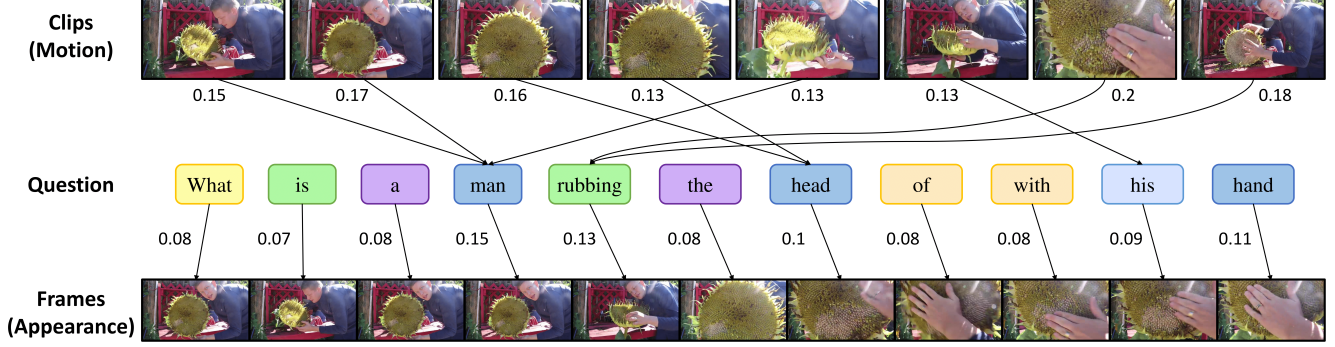 Clips
(Motion)
0.15 0.17 0.16 0.13 0.13 0.13 0.2 0.18
Question
What is a man rubbing the head of with his hand
0.08 0.07 0.08 0.15 0.13 0.08 0.1 0.08 0.08 0.09 0.11
Frames
(Appearance)